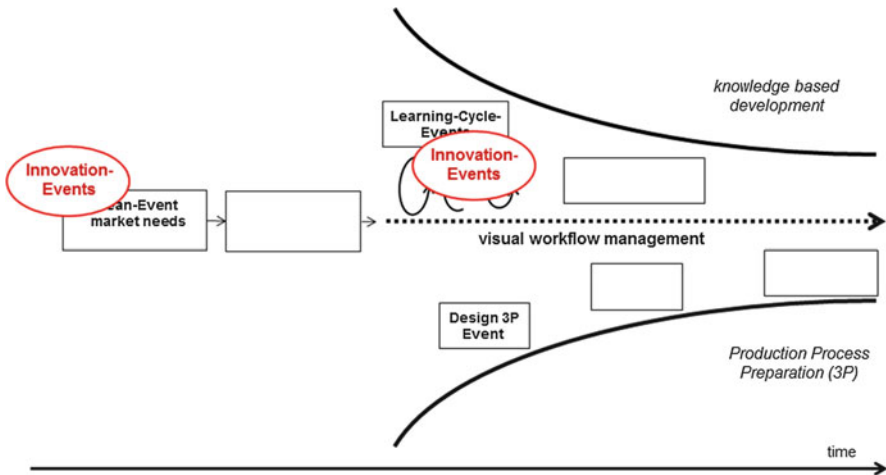 knowledge based
development
Learning-Cycle-
Events
Innovation-
Events
Innovation-
Events
market needs
visual workflow management
Design 3P
Event
Production Process
Preparation (3P)
time